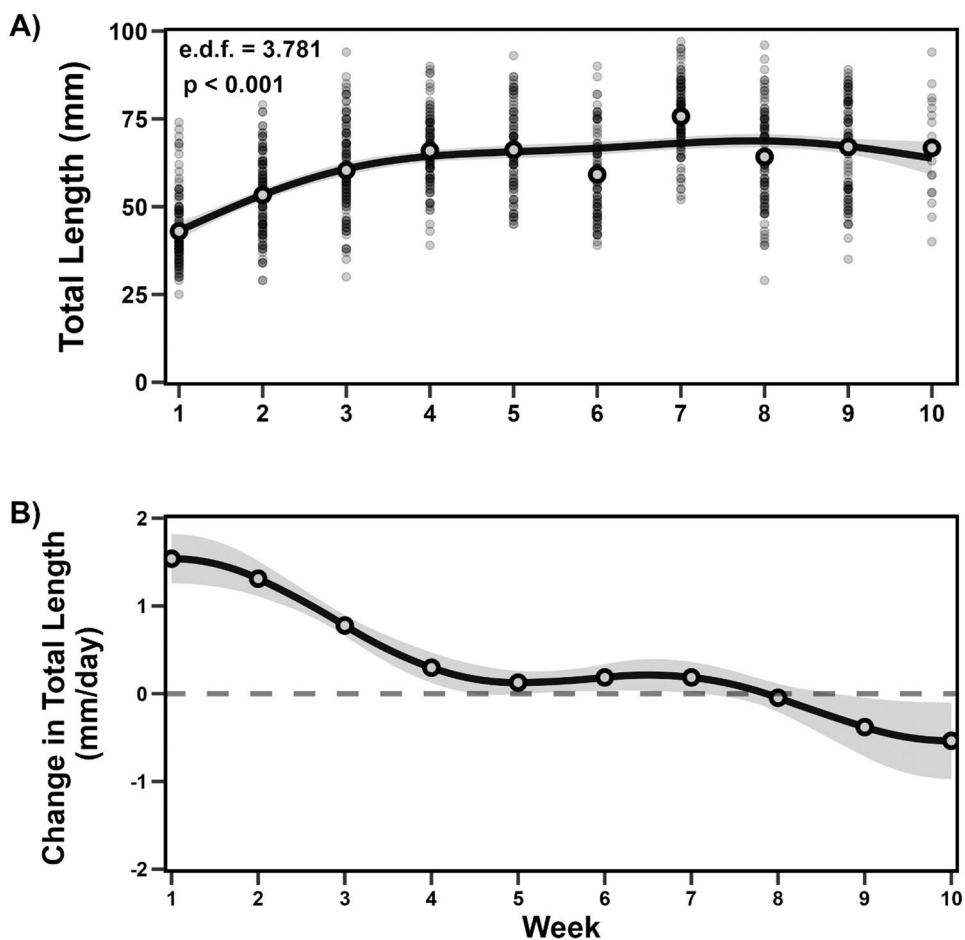 A)
e.d.f. = 3.781
p < 0.001
Total Length (mm)
100
75
50
25
0
1 2 3 4 5 6 7 8 9 10
B)
Change in Total Length
(mm/day)
2
1
0
-1
-2
1 2 3 4 5 6 7 8 9 10
Week